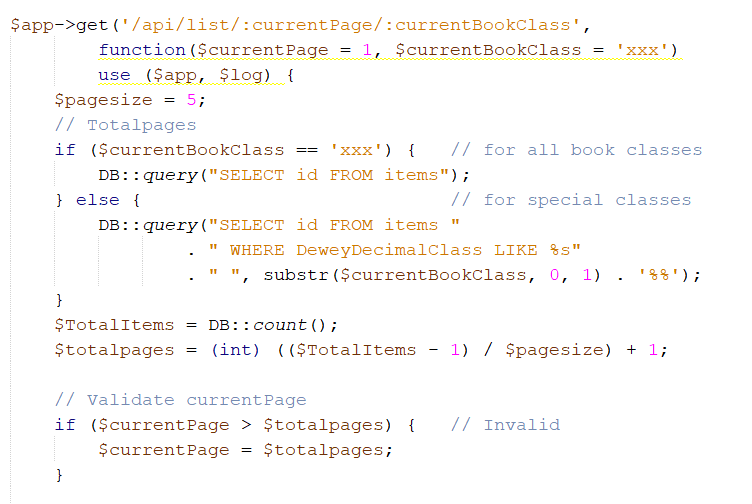 $app->get('/api/list/:currentPage/:currentBookClass',
        function($currentPage = 1, $currentBookClass = 'xxx')
        use ($app, $log) {
    $pagesize = 5;
    // Totalpages
    if ($currentBookClass == 'xxx') {   // for all book classes
        DB::query("SELECT id FROM items");
    } else {                            // for special classes
        DB::query("SELECT id FROM items "
                . " WHERE DeweyDecimalClass LIKE %s"
                . " ", substr($currentBookClass, 0, 1) . '%%');
    }
    $TotalItems = DB::count();
    $totalpages = (int) (($TotalItems - 1) / $pagesize) + 1;
    // Validate currentPage
    if ($currentPage > $totalpages) {   // Invalid
        $currentPage = $totalpages;
    }